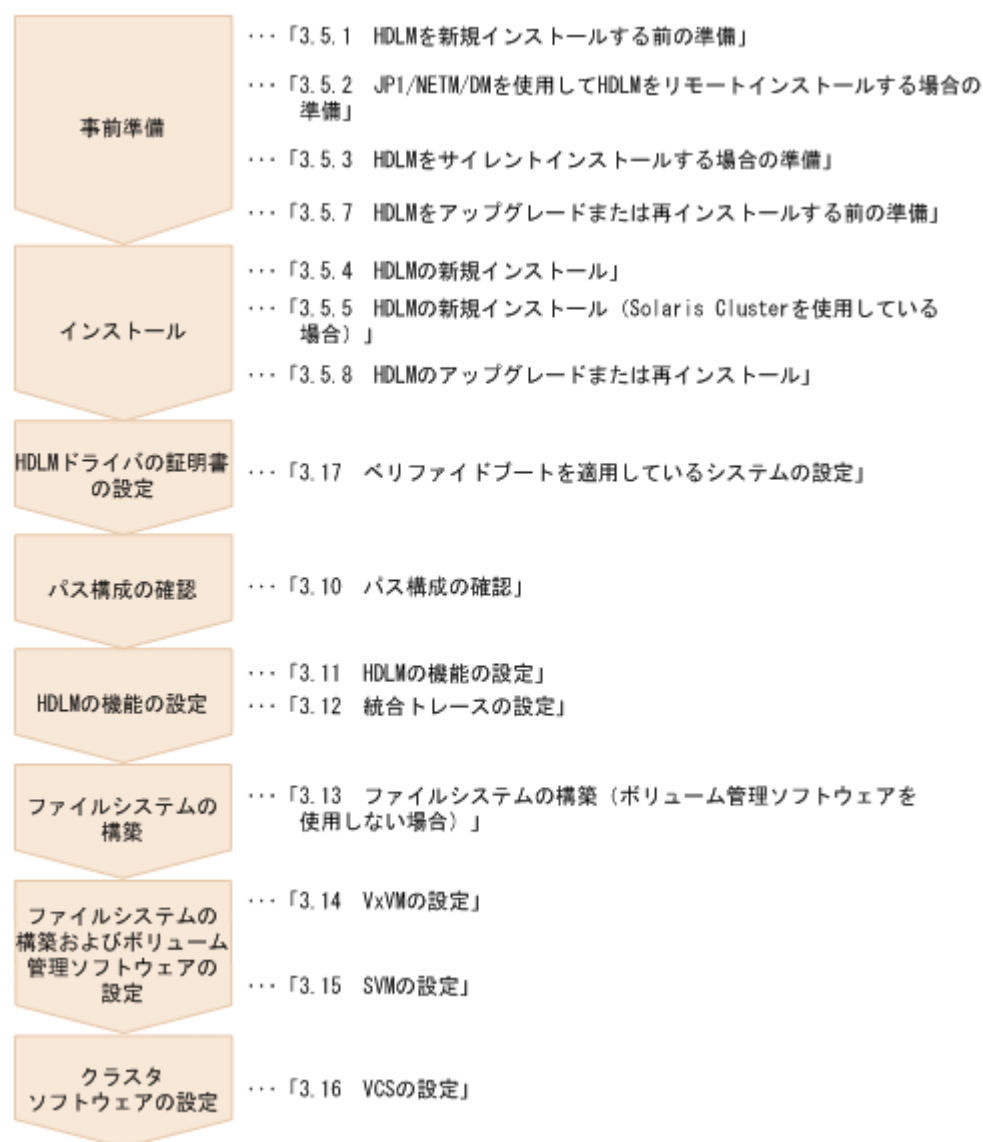 事前準備
···「3.5.1 HDLMを新規インストールする前の準備」
···「3.5.2 JP1/NETM/DMを使用してHDLMをリモートインストールする場合の
準備」
···「3.5.3 HDLMをサイレントインストールする場合の準備」
···「3.5.7 HDLMをアップグレードまたは再インストールする前の準備」
インストール
···「3.5.4 HDLMの新規インストール」
···「3.5.5 HDLMの新規インストール（Solaris Clusterを使用している
場合）」
···「3.5.8 HDLMのアップグレードまたは再インストール」
HDLMドライバの証明書
の設定
···「3.17 ベリファイドブートを適用しているシステムの設定」
パス構成の確認
···「3.10 パス構成の確認」
HDLMの機能の設定
···「3.11 HDLMの機能の設定」
···「3.12 統合トレースの設定」
ファイルシステムの
構築
···「3.13 ファイルシステムの構築（ボリューム管理ソフトウェアを
使用しない場合）」
ファイルシステムの
構築およびボリューム
管理ソフトウェアの
設定
···「3.14 VxVMの設定」
···「3.15 SVMの設定」
クラスタ
ソフトウェアの設定
···「3.16 VCSの設定」